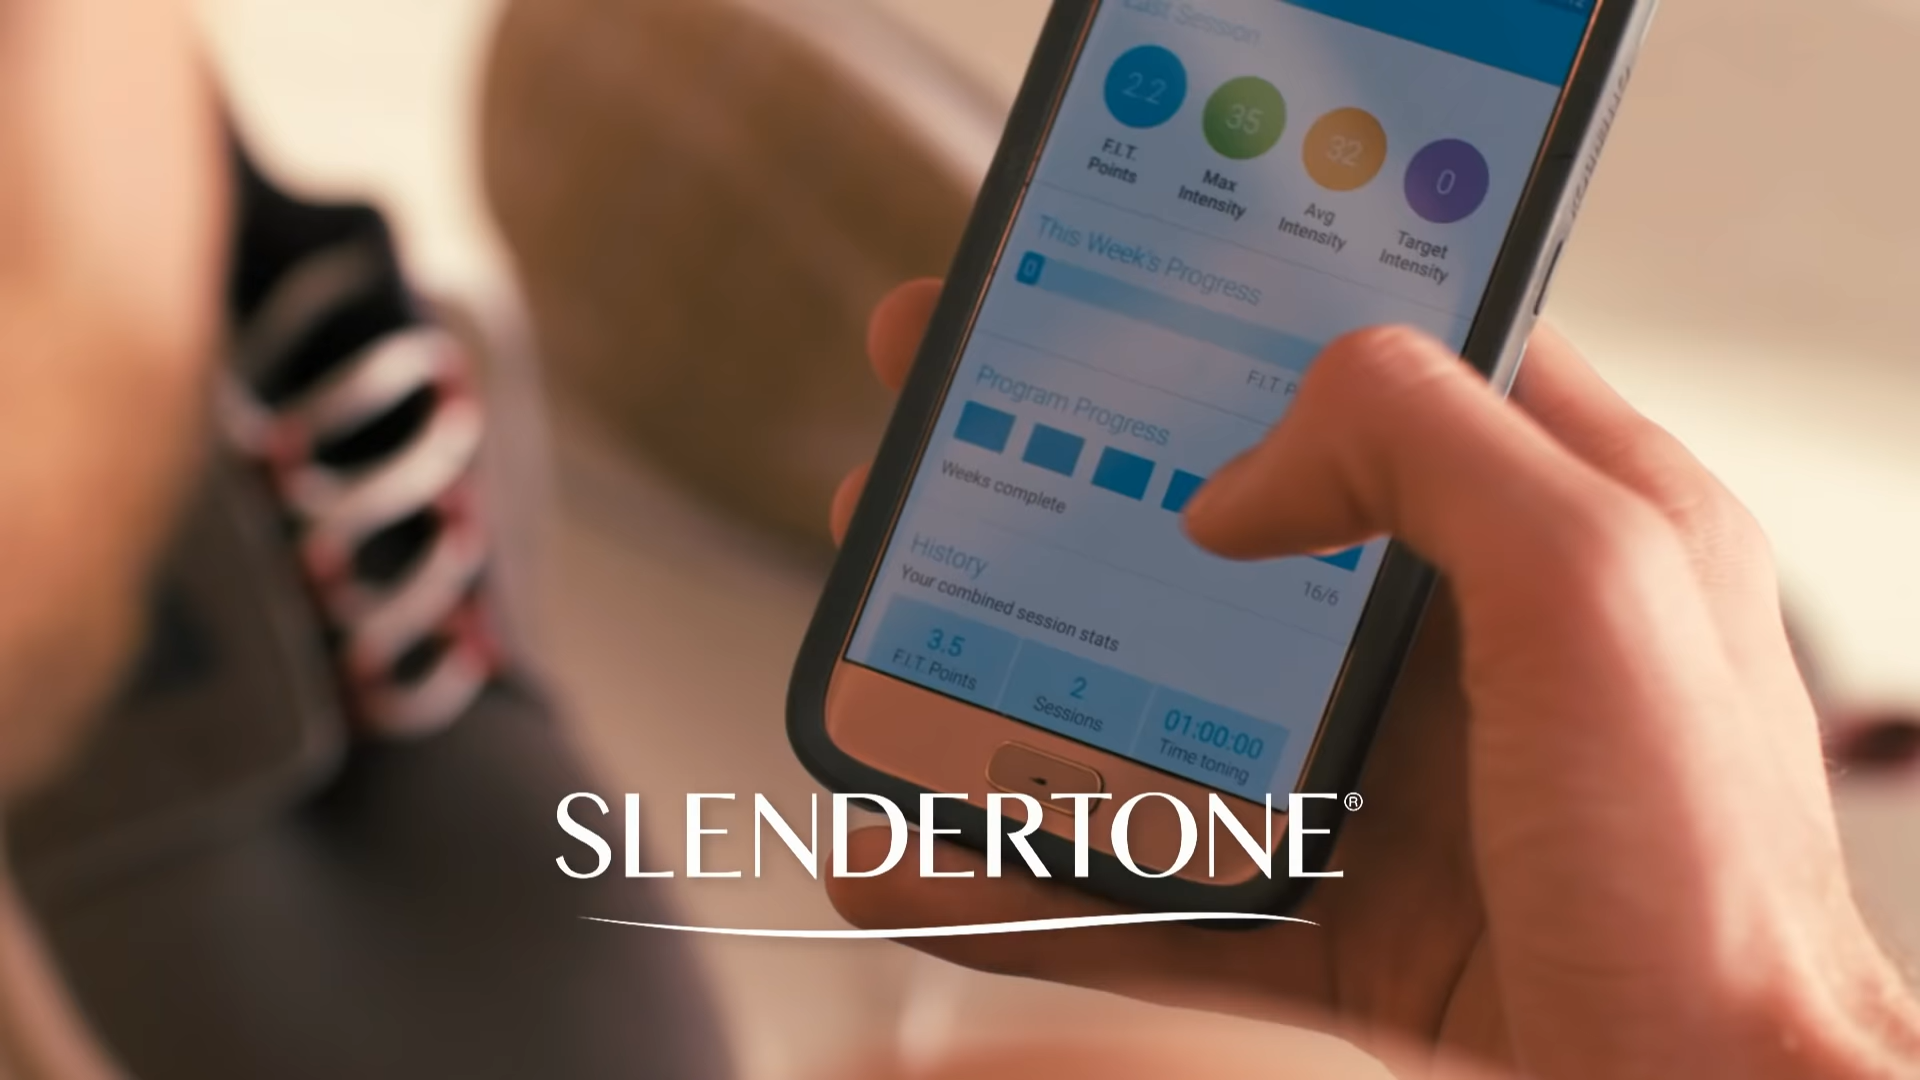 Last Session
2.2
35
32
0
F.I.T.
Points
Max
Intensity
Avg
Intensity
Target
Intensity
This Week's Progress
0
F.I.T.
Program Progress
Weeks complete
16/6
History
Your combined session stats
3.5
F.I.T. Points
2
Sessions
01:00:00
Time toning
SLENDERTONE®